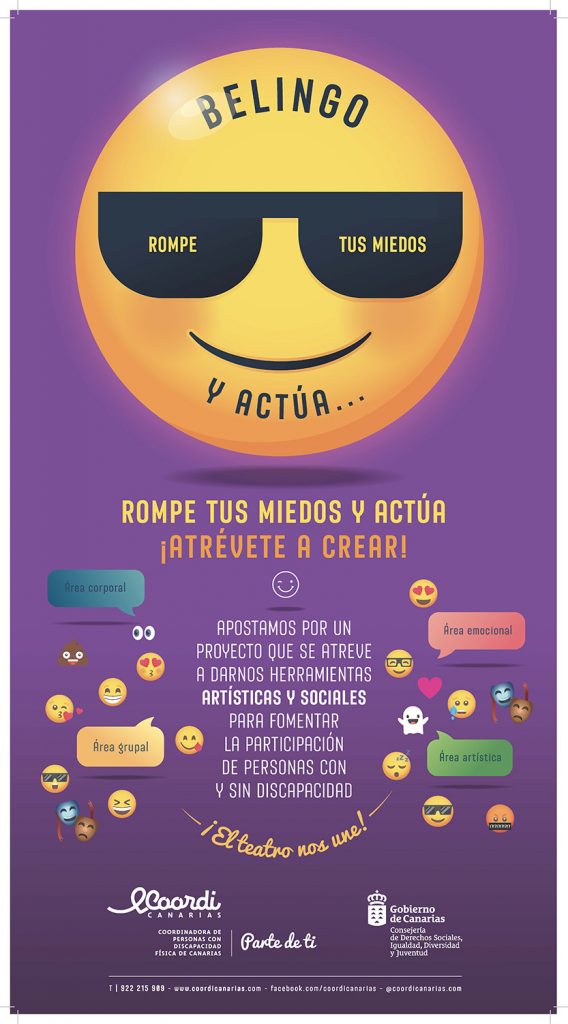 BELINGO
ROMPE TUS MIEDOS
Y ACTÚA...
ROMPE TUS MIEDOS Y ACTÚA
¡ATRÉVETE A CREAR!
Área corporal
Área emocional
Área grupal
Área artística
APOSTAMOS POR UN
PROYECTO QUE SE ATREVE
A DARNOS HERRAMIENTAS
ARTÍSTICAS Y SOCIALES
PARA FOMENTAR
LA PARTICIPACIÓN
DE PERSONAS CON
Y SIN DISCAPACIDAD
¡El teatro nos une!
Coordi
CANARIAS
COORDINADORA DE
PERSONAS CON
DISCAPACIDAD
FÍSICA DE CANARIAS
Parte de ti
Gobierno
de Canarias
Consejería
de Derechos Sociales,
Igualdad, Diversidad
y Juventud
T | 922 215 909 - www.coordicanarias.com - facebook.com/coordicanarias - @coordicanarias.com